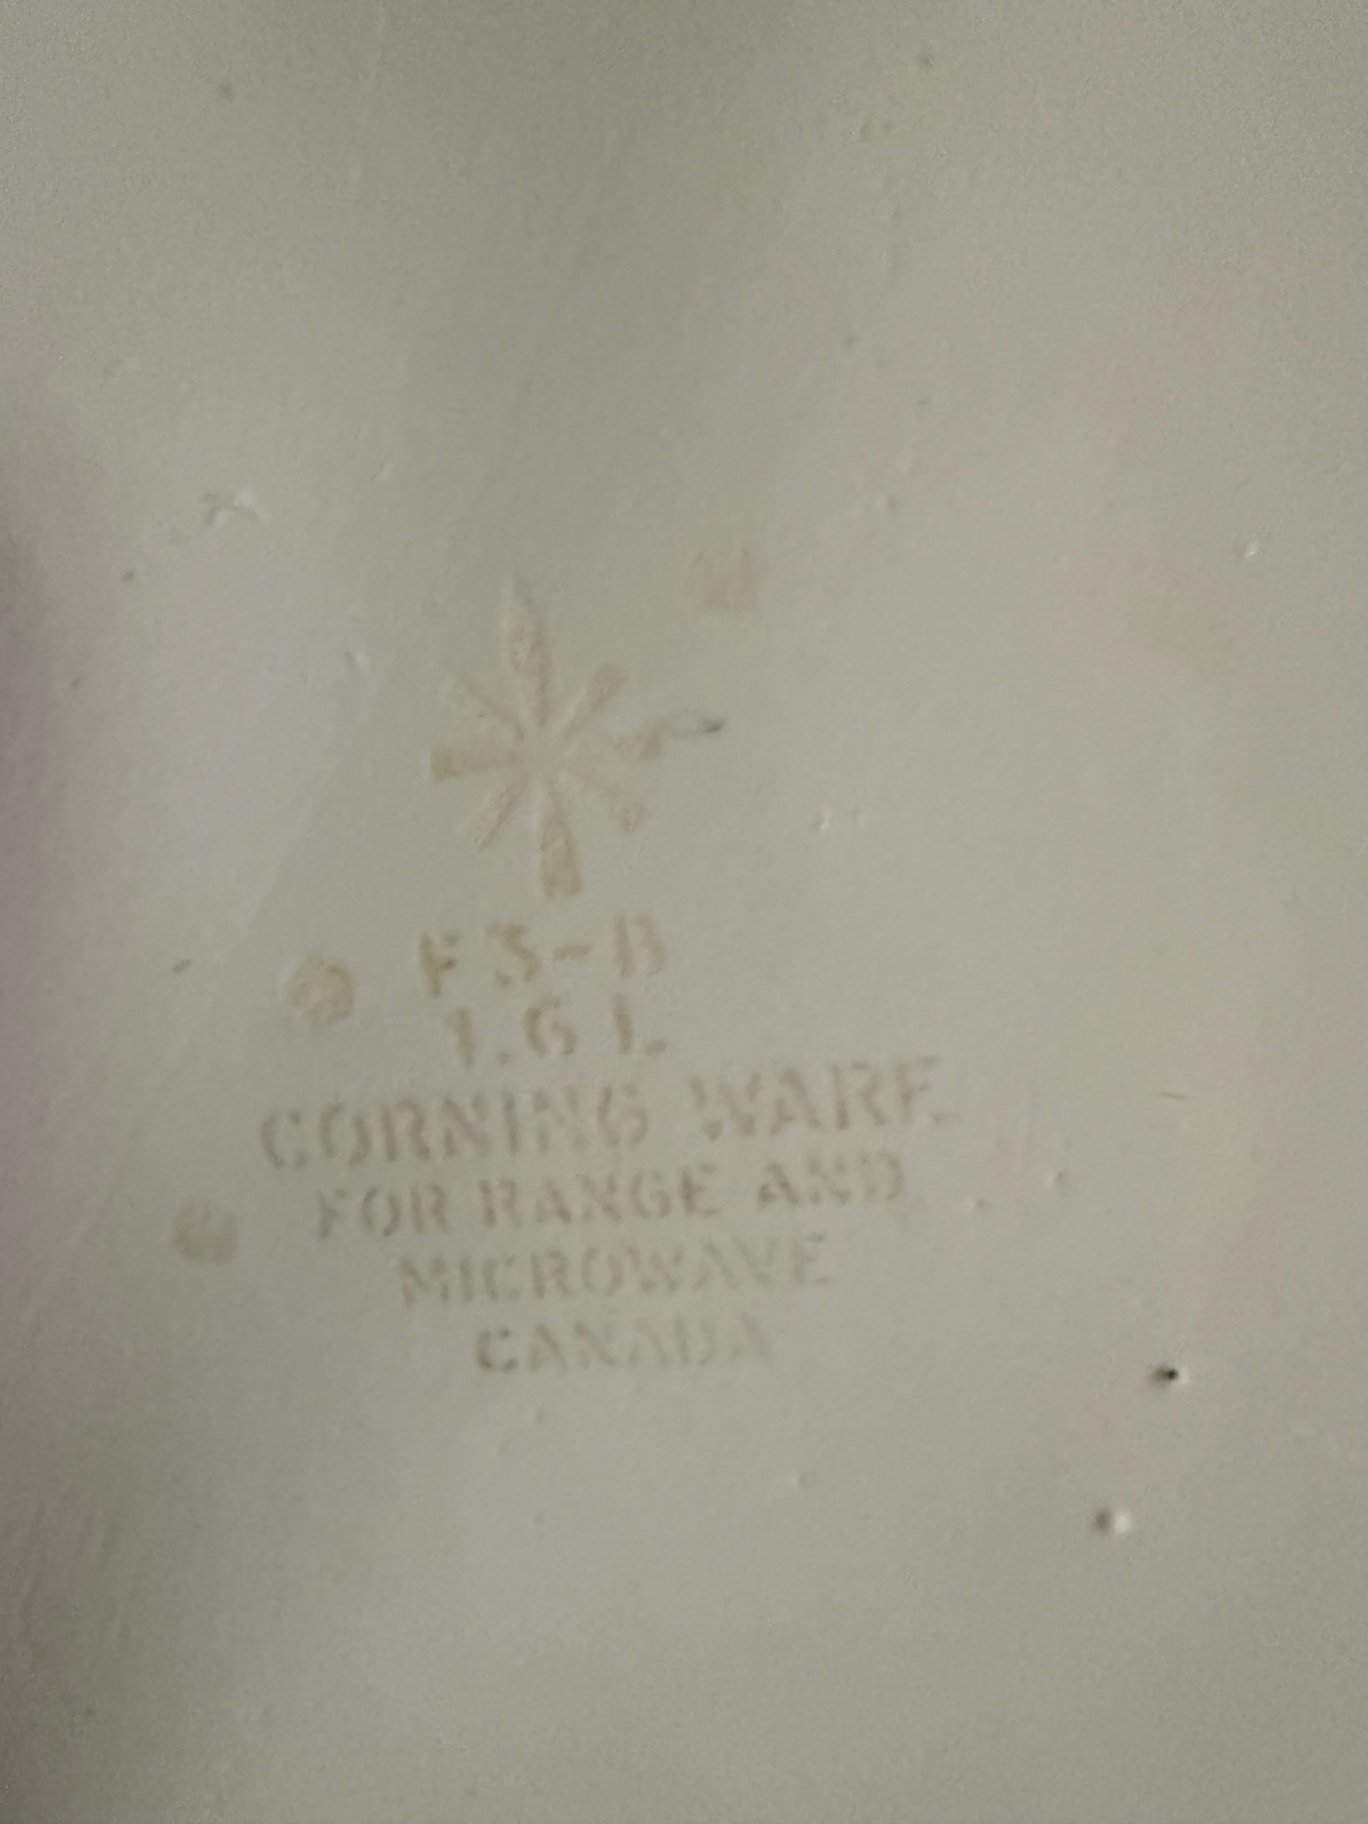 F3-B
1.6 L
CORNING WARE
FOR RANGE AND
MICROWAVE
CANADA